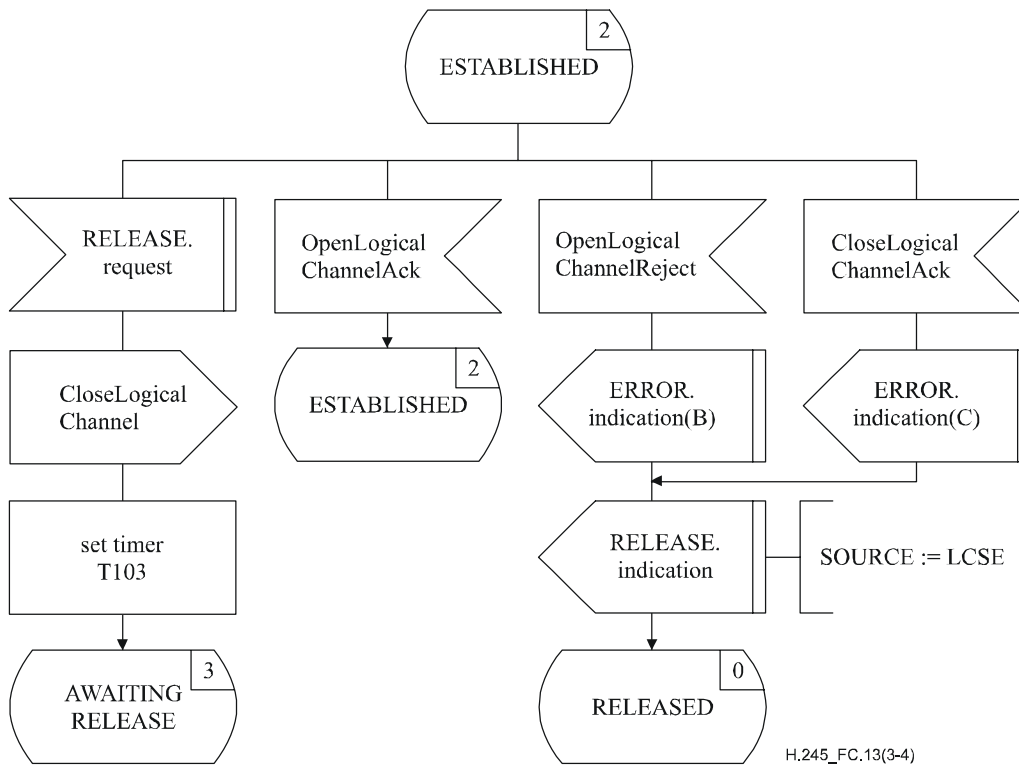 2
ESTABLISHED
RELEASE.
request
OpenLogical
ChannelAck
OpenLogical
ChannelReject
CloseLogical
ChannelAck
CloseLogical
Channel
2
ESTABLISHED
ERROR.
indication(B)
ERROR.
indication(C)
set timer
T103
RELEASE.
indication
SOURCE := LCSE
3
AWAITING
RELEASE
0
RELEASED
H.245_FC.13(3-4)